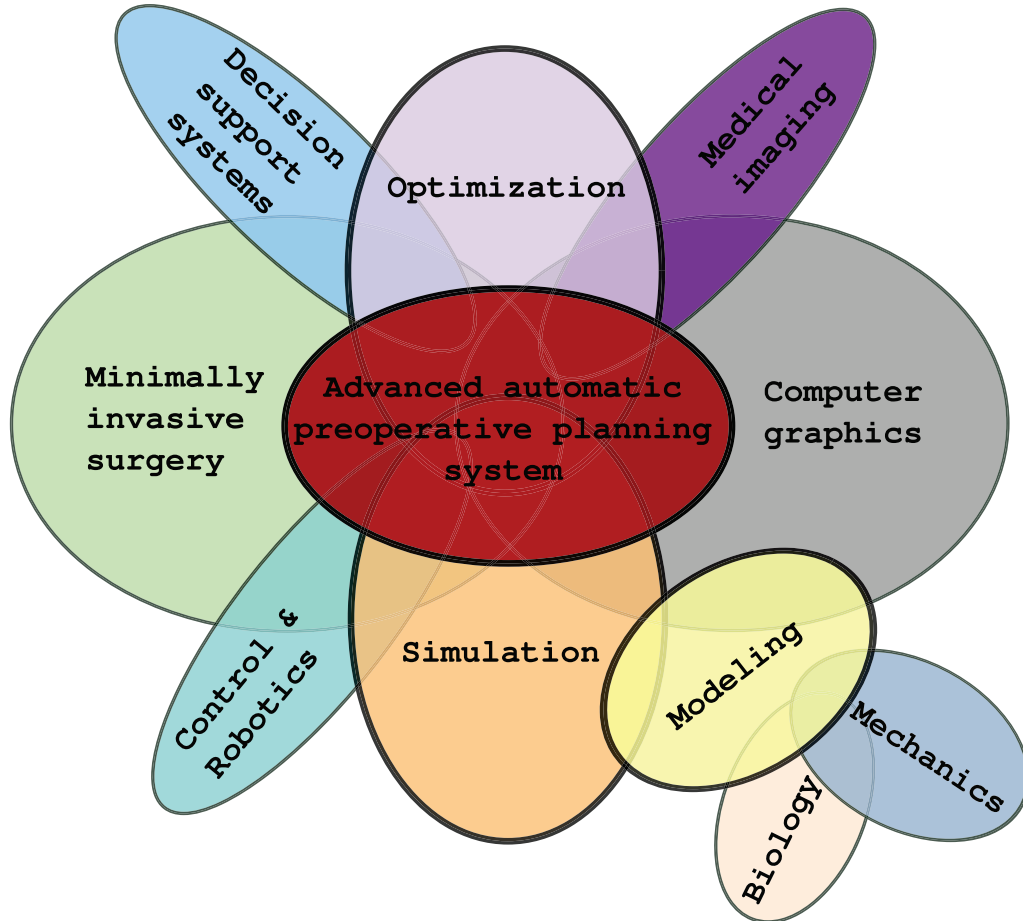 Decision
support
systems
Optimization
Medical
imaging
Minimally
invasive
surgery
Advanced automatic
preoperative planning
system
Computer
graphics
Control &
Robotics
Simulation
Modeling
Mechanics
Biology